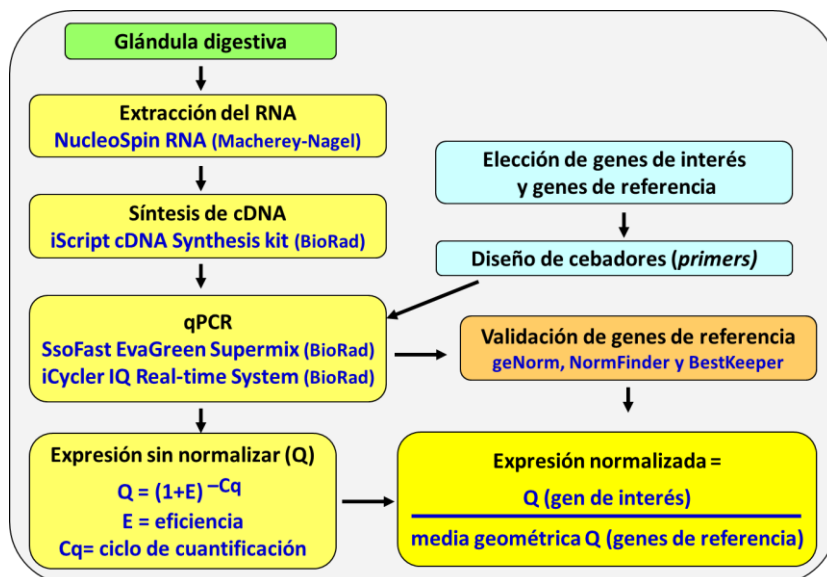 Glándula digestiva
Extracción del RNA
NucleoSpin RNA (Macherey-Nagel)
Síntesis de cDNA
iScript cDNA Synthesis kit (BioRad)
Elección de genes de interés
y genes de referencia
Diseño de cebadores (primers)
qPCR
SsoFast EvaGreen Supermix (BioRad)
iCycler IQ Real-time System (BioRad)
Validación de genes de referencia
geNorm, NormFinder y BestKeeper
Expresión sin normalizar (Q)
Q = (1+E) –Cq
E = eficiencia
Cq= ciclo de cuantificación
Expresión normalizada =
Q (gen de interés)
media geométrica Q (genes de referencia)